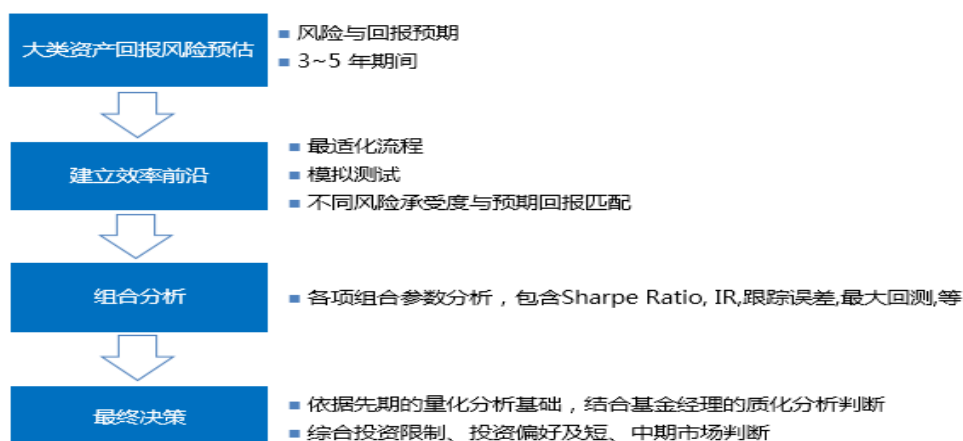 大类资产回报风险预估
■ 风险与回报预期
■ 3~5 年期间
建立效率前沿
■ 最适化流程
■ 模拟测试
■ 不同风险承受度与预期回报匹配
组合分析
■ 各项组合参数分析，包含Sharpe Ratio, IR,跟踪误差,最大回测,等
最终决策
■ 依据先期的量化分析基础，结合基金经理的质化分析判断
■ 综合投资限制、投资偏好及短、中期市场判断